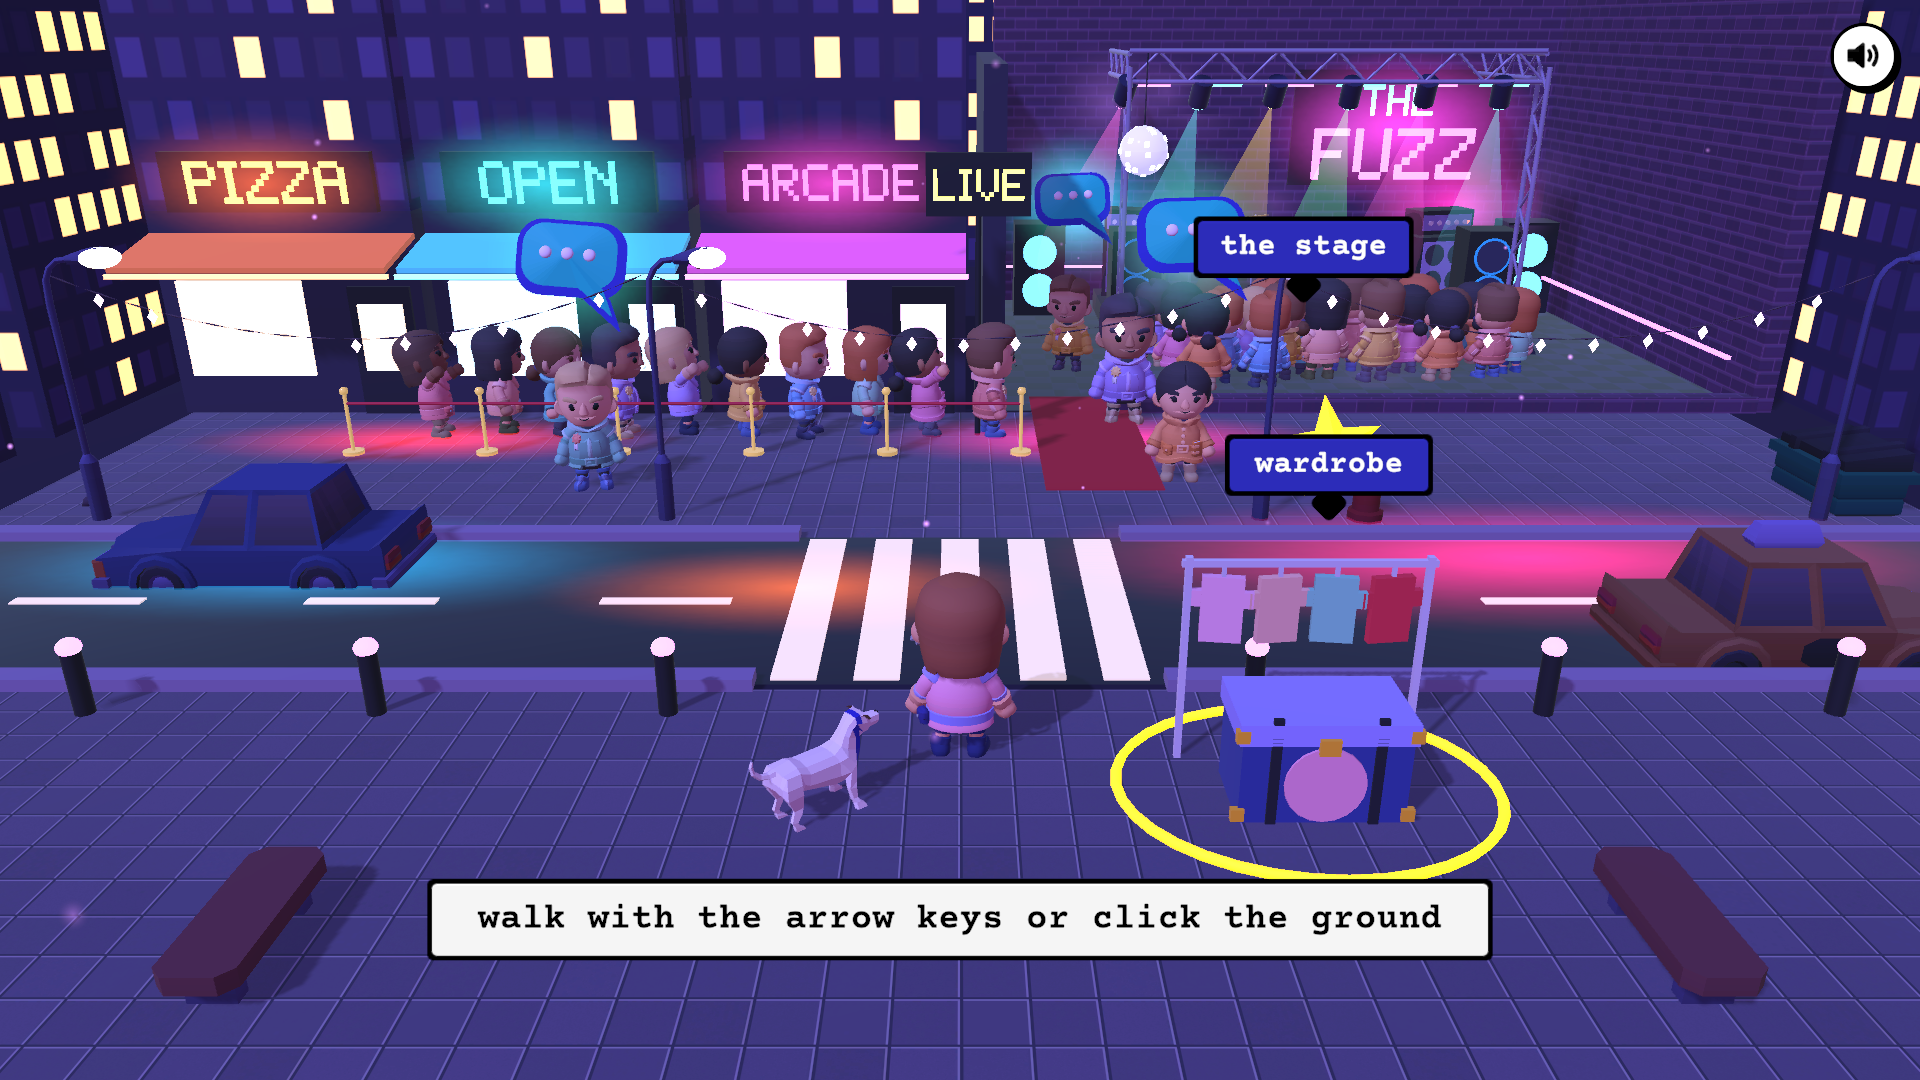 THE
FUZZ
PIZZA
OPEN
ARCADE
LIVE
the stage
wardrobe
walk with the arrow keys or click the ground